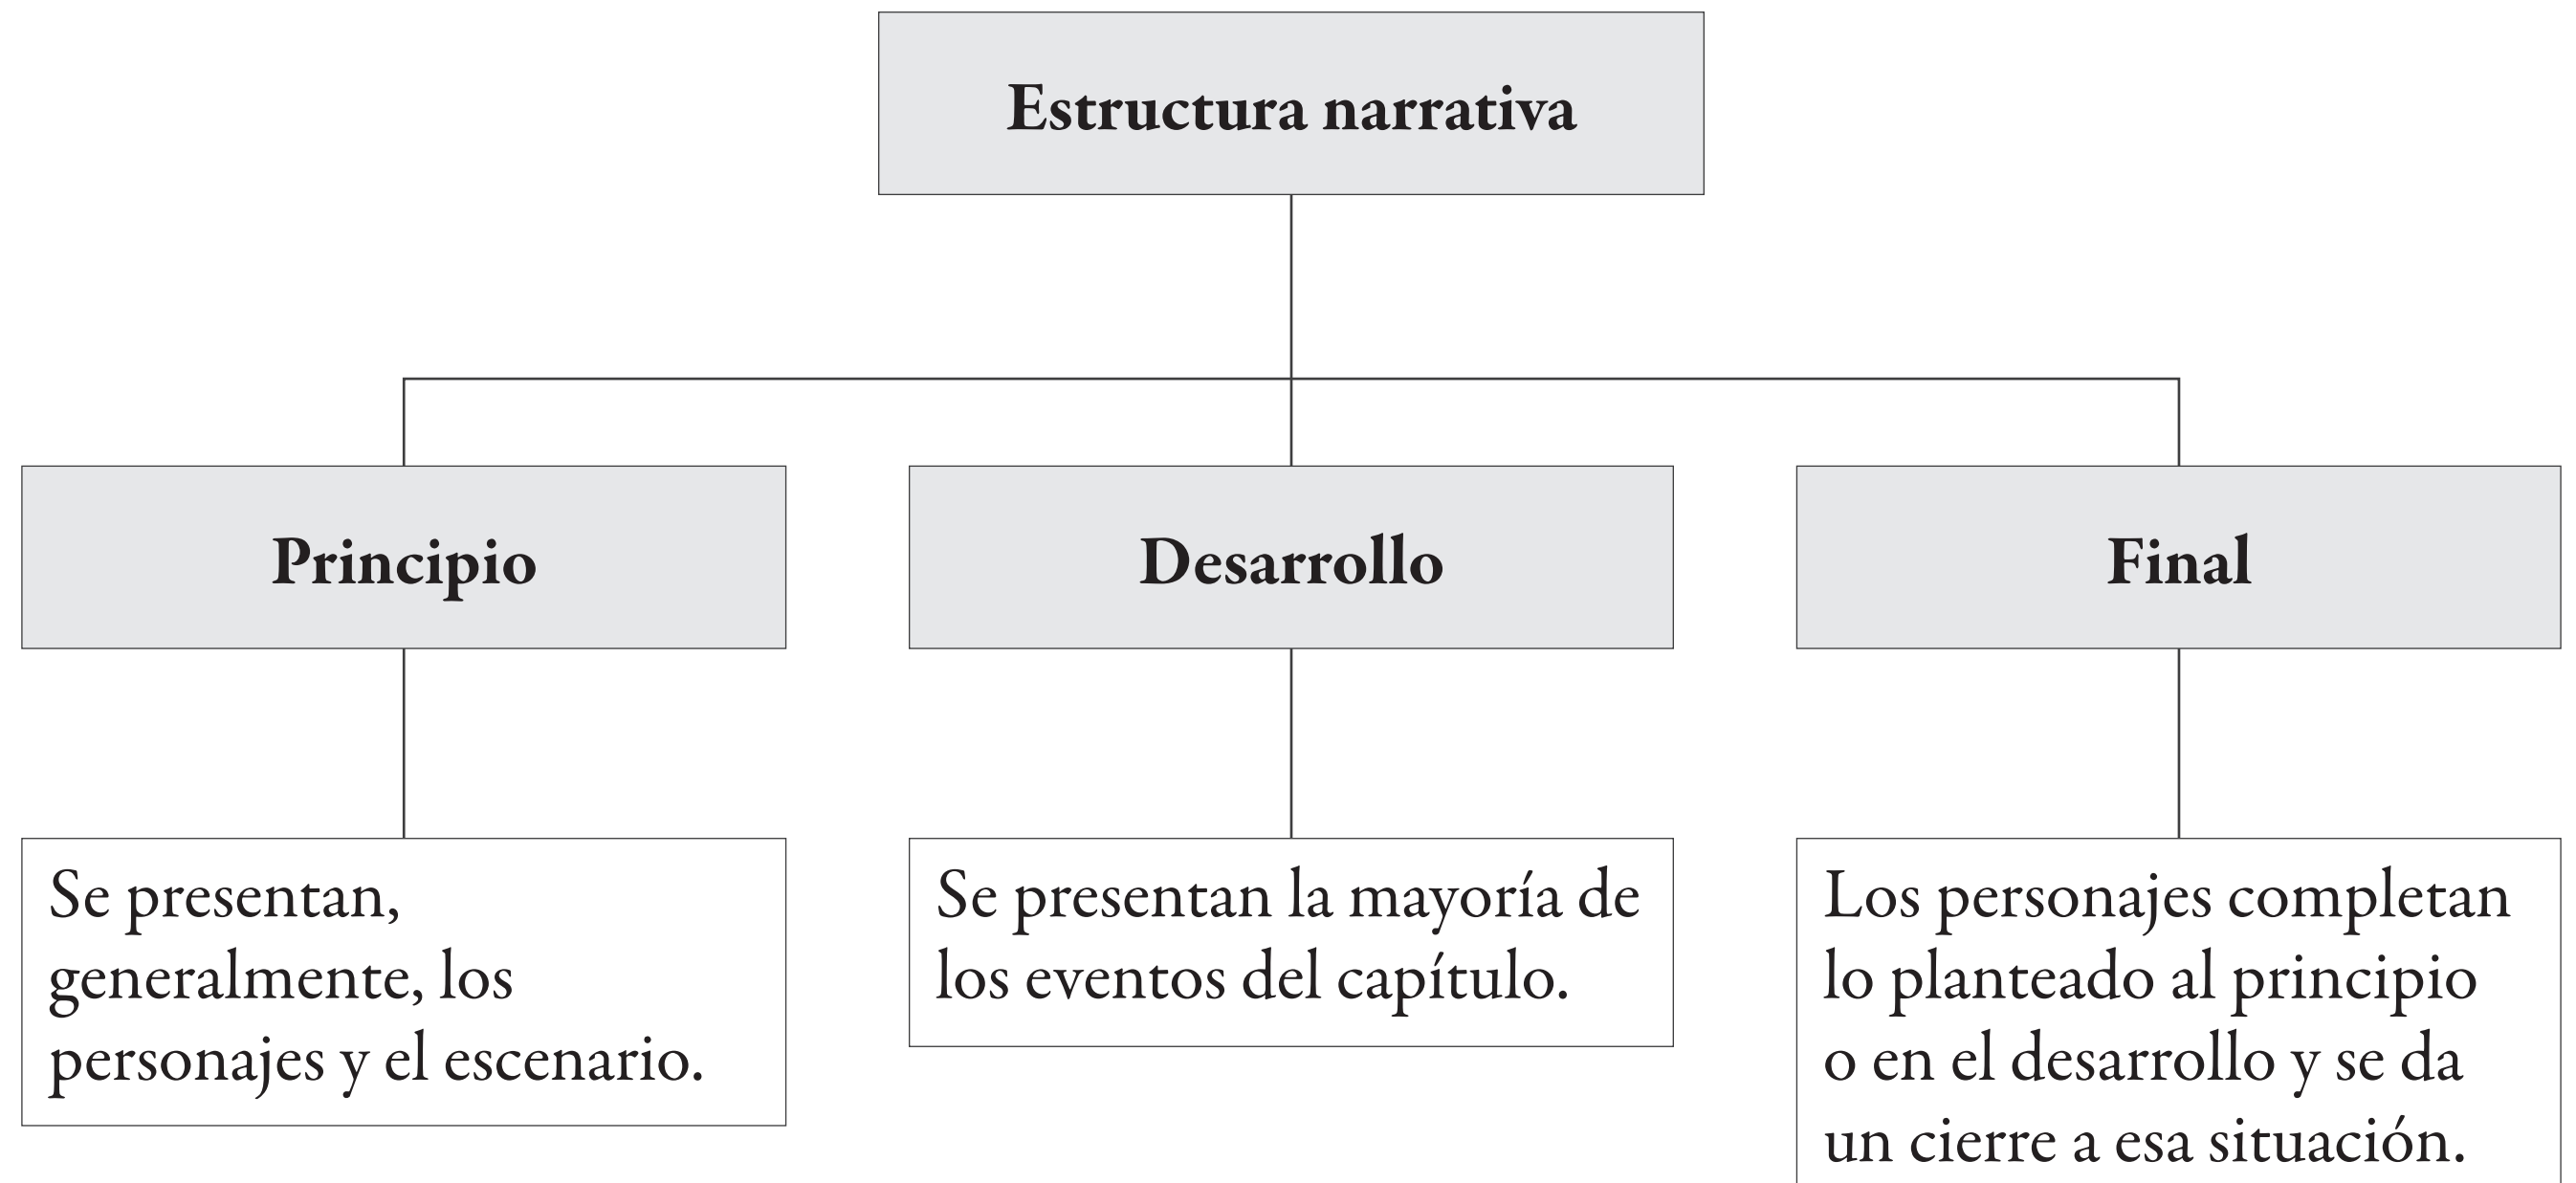 Estructura narrativa
Principio
Desarrollo
Final
Se presentan,
generalmente, los
personajes y el escenario.
Se presentan la mayoría de
los eventos del capítulo.
Los personajes completan
lo planteado al principio
o en el desarrollo y se da
un cierre a esa situación.